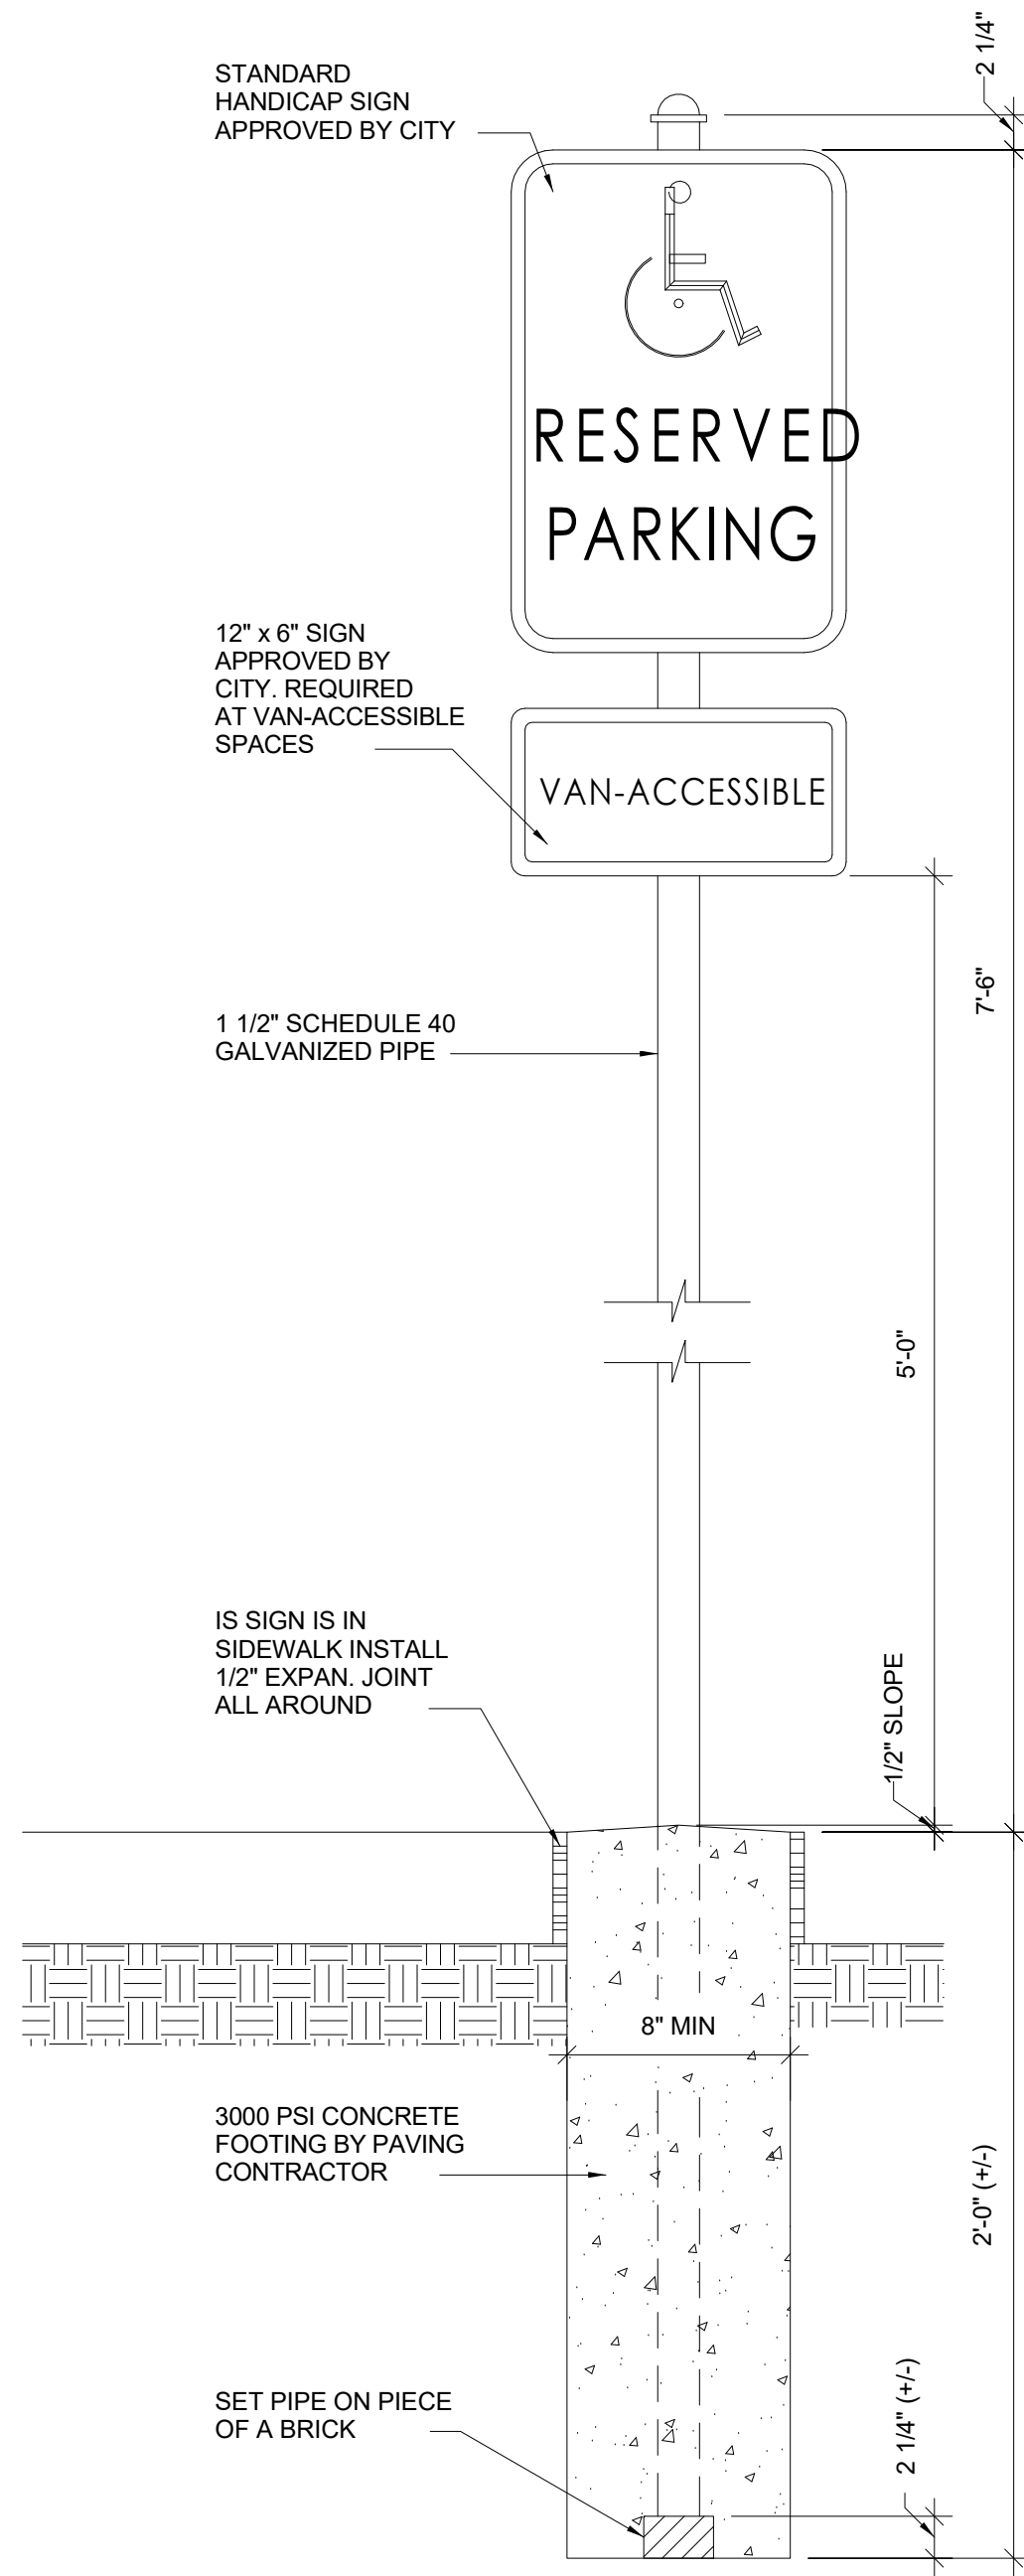 2 1/4"
STANDARD
HANDICAP SIGN
APPROVED BY CITY
RESERVED
PARKING
12" x 6" SIGN
APPROVED BY
CITY. REQUIRED
AT VAN-ACCESSIBLE
SPACES
VAN-ACCESSIBLE
7'-6"
1 1/2" SCHEDULE 40
GALVANIZED PIPE
5'-0"
IS SIGN IS IN
SIDEWALK INSTALL
1/2" EXPAN. JOINT
ALL AROUND
1/2" SLOPE
8" MIN
3000 PSI CONCRETE
FOOTING BY PAVING
CONTRACTOR
2'-0" (+/-)
SET PIPE ON PIECE
OF A BRICK
2 1/4" (+/-)